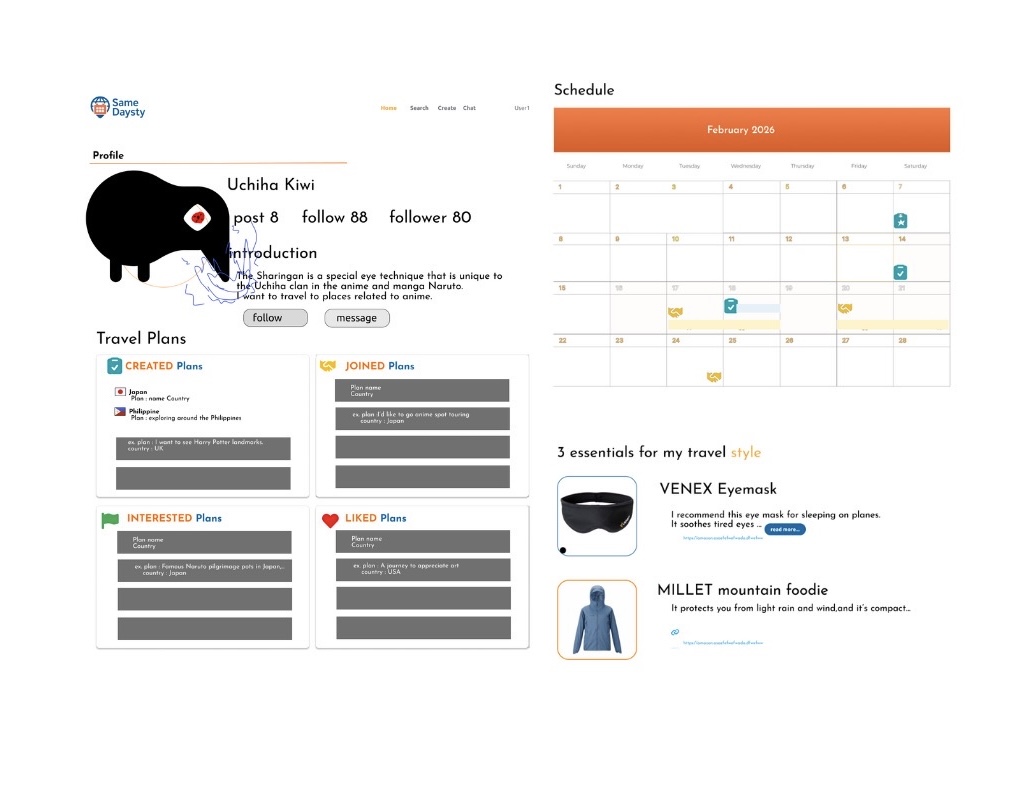 Same
Daysty
Home Search Create Chat User1
Profile
Uchiha Kiwi
post 8 follow 88 follower 80
introduction
The Sharingan is a special eye technique that is unique to
the Uchiha clan in the anime and manga Naruto.
I want to travel to places related to anime.
follow message
Travel Plans
CREATED Plans
Japan
Plan : name Country
Philippine
Plan : exploring around the Philippines
ex. plan : I want to see Harry Potter landmarks.
country : UK
JOINED Plans
Plan name
Country
ex. plan :I'd like to go anime spot touring
country : Japan
INTERESTED Plans
Plan name
Country
ex. plan : Famous Naruto pilgrimage pots in Japan,..
country : Japan
LIKED Plans
Plan name
Country
ex. plan : A journey to appreciate art
country : USA
Schedule
February 2026
Sunday Monday Tuesday Wednesday Thursday Friday Saturday
1 2 3 4 5 6 7
8 9 10 11 12 13 14
15 16 17 18 19 20 21
22 23 24 25 26 27 28
3 essentials for my travel style
VENEX Eyemask
I recommend this eye mask for sleeping on planes.
It soothes tired eyes ... read more...
MILLET mountain foodie
It protects you from light rain and wind,and it's compact...